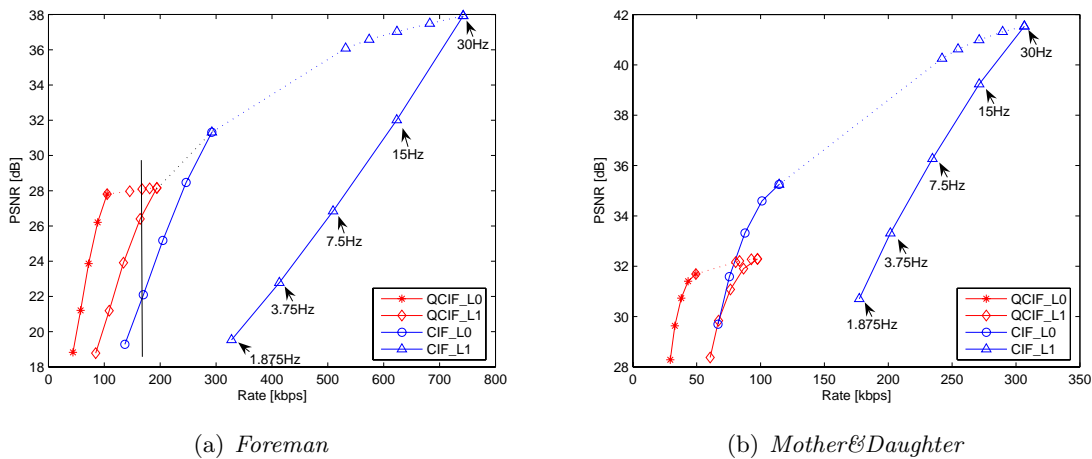 38
36
34
32
30
28
26
24
22
20
18
PSNR [dB]
0 100 200 300 400 500 600 700 800
Rate [kbps]
30Hz
15Hz
7.5Hz
3.75Hz
1.875Hz
QCIF_L0
QCIF_L1
CIF_L0
CIF_L1
(a) Foreman
42
40
38
36
34
32
30
28
PSNR [dB]
0 50 100 150 200 250 300 350
Rate [kbps]
30Hz
15Hz
7.5Hz
3.75Hz
1.875Hz
QCIF_L0
QCIF_L1
CIF_L0
CIF_L1
(b) Mother&Daughter